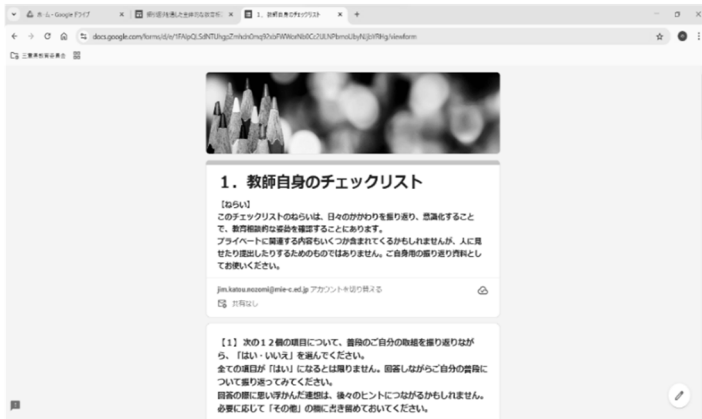 ホーム - Google ドライブ
1. 教師自身のチェックリスト
三重県教育委員会
1．教師自身のチェックリスト
【ねらい】
このチェックリストのねらいは、日々のかかわりを振り返り、意識化すること
で、教育相談的な姿勢を確認することにあります。
プライベートに関連する内容もいくつか含まれてくるかもしれませんが、人に見
せたり提出したりするためのものではありません。ご自身用の振り返り資料とし
てお使いください。
jim.katou.nozomi@mie-c.ed.jp アカウントを切り替える
共有なし
【1】次の１２個の項目について、普段のご自分の取組を振り返りなが
ら、「はい・いいえ」を選んでください。
全ての項目が「はい」になるとは限りません。回答しながらご自分の普段に
ついて振り返ってみてください。
回答の際に思い浮かんだ連想は、後々のヒントにつながるかもしれません。
必要に応じて「その他」の欄に書き留めておいてください。